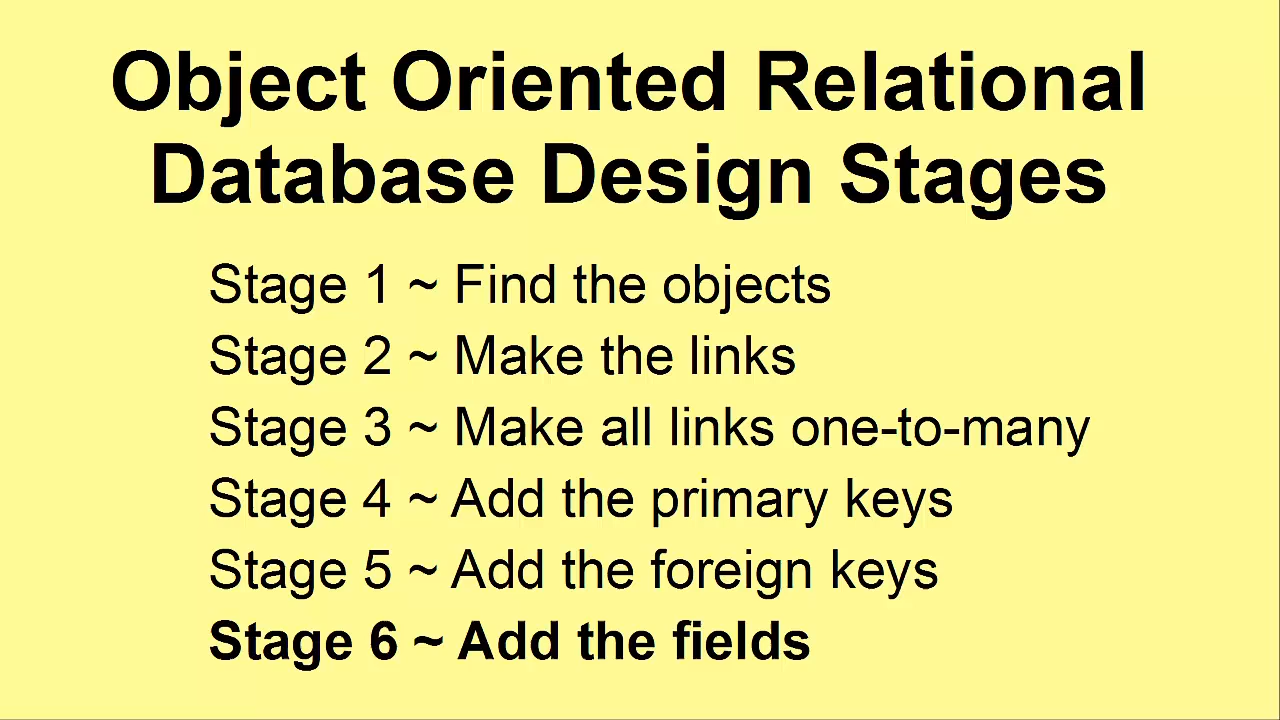 Object Oriented Relational
Database Design Stages
Stage 1 ~ Find the objects
Stage 2 ~ Make the links
Stage 3 ~ Make all links one-to-many
Stage 4 ~ Add the primary keys
Stage 5 ~ Add the foreign keys
Stage 6 ~ Add the fields